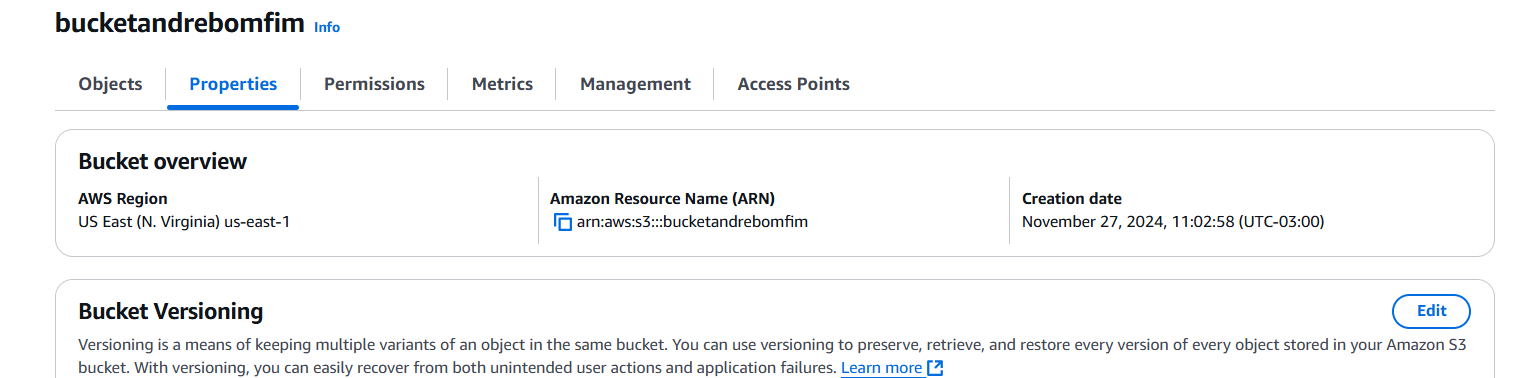 bucketandrebomfim Info
Objects Properties Permissions Metrics Management Access Points
Bucket overview
AWS Region
US East (N. Virginia) us-east-1
Amazon Resource Name (ARN)
arn:aws:s3:::bucketandrebomfim
Creation date
November 27, 2024, 11:02:58 (UTC-03:00)
Bucket Versioning
Edit
Versioning is a means of keeping multiple variants of an object in the same bucket. You can use versioning to preserve, retrieve, and restore every version of every object stored in your Amazon S3
bucket. With versioning, you can easily recover from both unintended user actions and application failures. Learn more